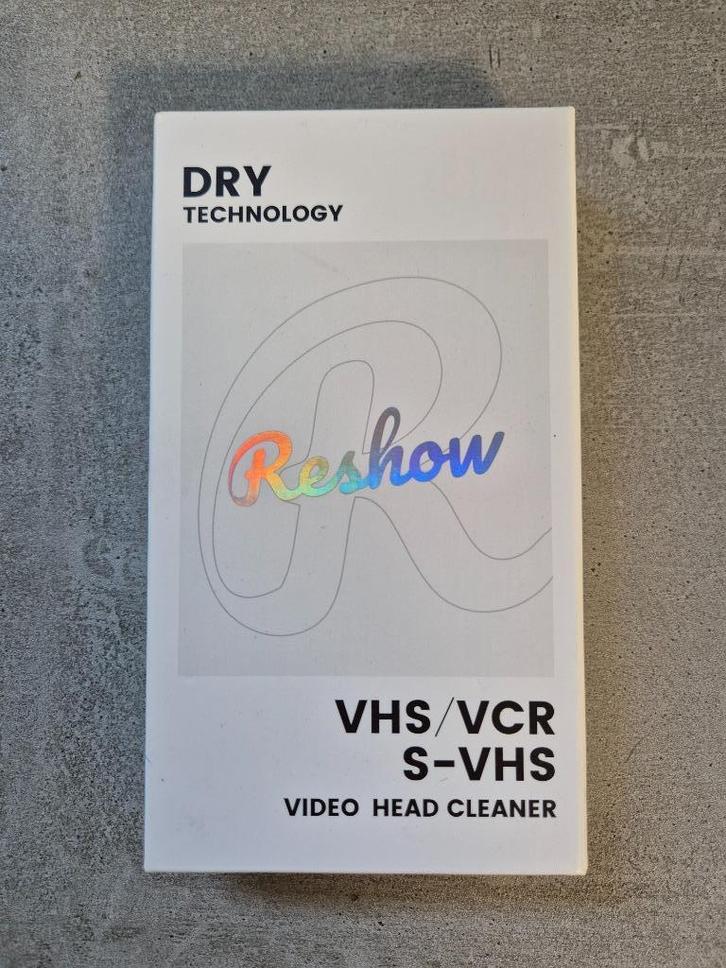 DRY
TECHNOLOGY
Reshow
VHS/VCR
S-VHS
VIDEO HEAD CLEANER